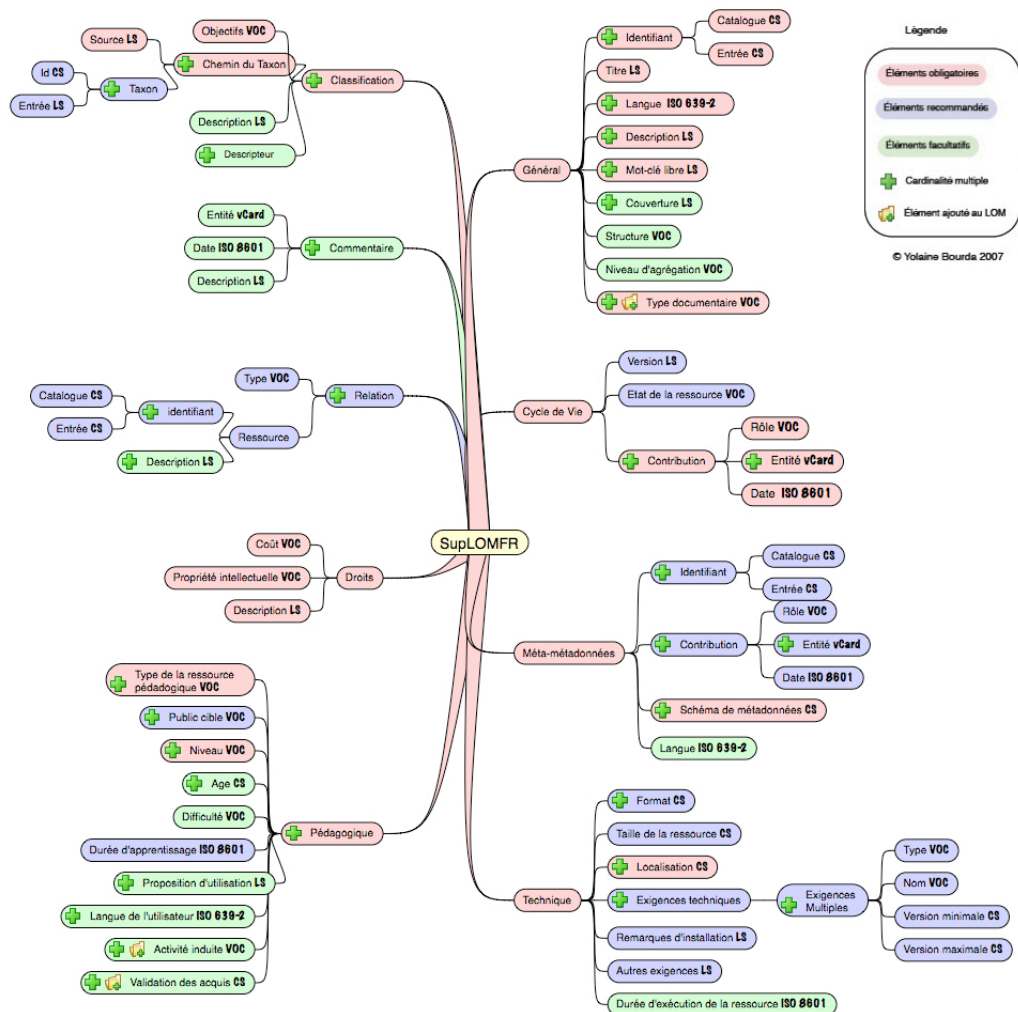 Légende
Éléments obligatoires
Éléments recommandés
Éléments facultatifs
Cardinalité multiple
Élément ajouté au LOM
© Yolaine Bourda 2007
SupLOMFR
Classification
Objectifs VOC
Chemin du Taxon
Source LS
Taxon
Id CS
Entrée LS
Description LS
Descripteur
Commentaire
Entité vCard
Date ISO 8601
Description LS
Relation
Type VOC
Ressource
identifiant
Catalogue CS
Entrée CS
Description LS
Droits
Coût VOC
Propriété intellectuelle VOC
Description LS
Pédagogique
Type de la ressource
pédadogique VOC
Public cible VOC
Niveau VOC
Age CS
Difficulté VOC
Durée d'apprentissage ISO 8601
Proposition d'utilisation LS
Langue de l'utilisateur ISO 639-2
Activité induite VOC
Validation des acquis CS
Général
Identifiant
Catalogue CS
Entrée CS
Titre LS
Langue ISO 639-2
Description LS
Mot-clé libre LS
Couverture LS
Structure VOC
Niveau d'agrégation VOC
Type documentaire VOC
Cycle de Vie
Version LS
Etat de la ressource VOC
Contribution
Rôle VOC
Entité vCard
Date ISO 8601
Méta-métadonnées
Identifiant
Catalogue CS
Entrée CS
Contribution
Rôle VOC
Entité vCard
Date ISO 8601
Schéma de métadonnées CS
Langue ISO 639-2
Technique
Format CS
Taille de la ressource CS
Localisation CS
Exigences techniques
Exigences
Multiples
Type VOC
Nom VOC
Version minimale CS
Version maximale CS
Remarques d'installation LS
Autres exigences LS
Durée d'exécution de la ressource ISO 8601